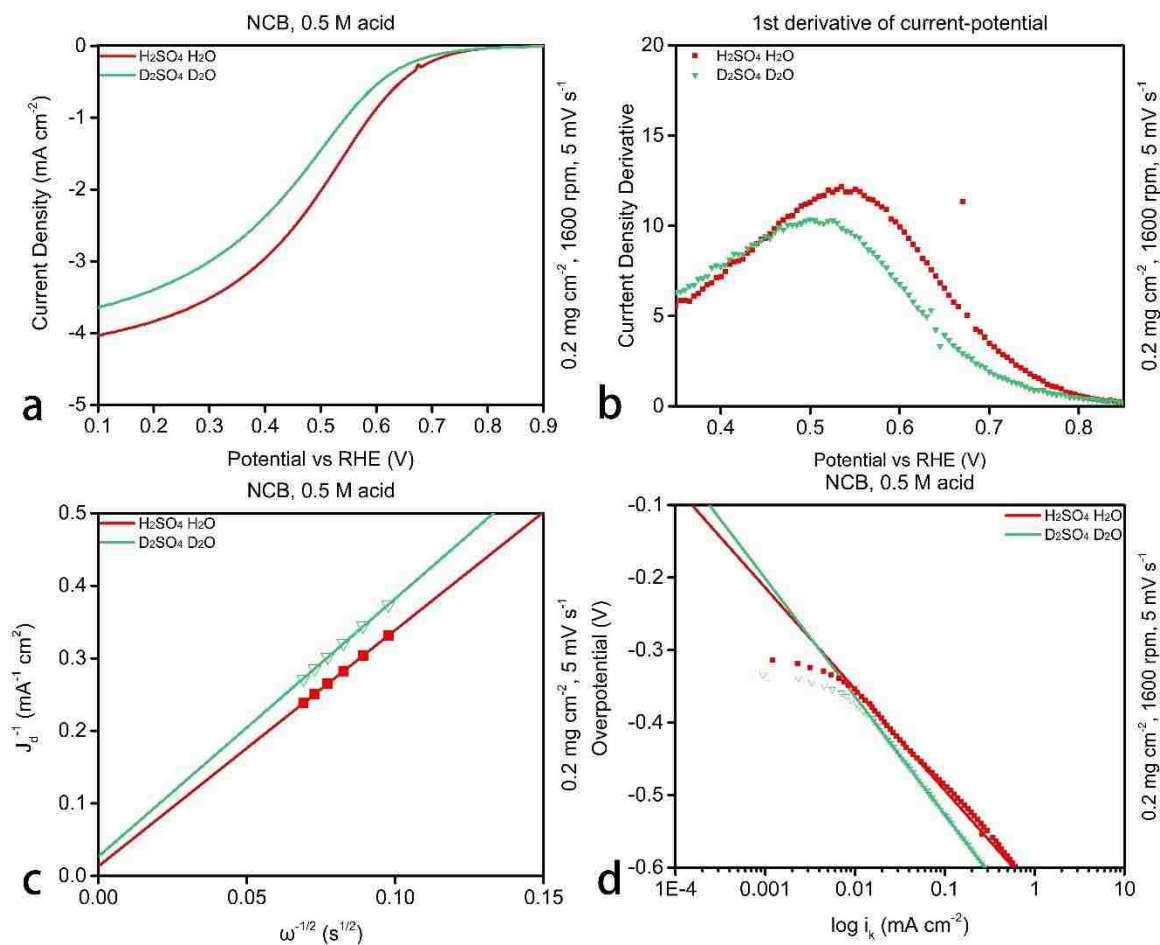 NCB, 0.5 M acid
0
-1
-2
-3
-4
-5
Current Density (mA cm⁻²)
H₂SO₄ H₂O
D₂SO₄ D₂O
0.2 mg cm⁻², 1600 rpm, 5 mV s⁻¹
a
0.1 0.2 0.3 0.4 0.5 0.6 0.7 0.8 0.9
Potential vs RHE (V)
1st derivative of current-potential
20
15
10
5
0
Currtent Density Derivative
H₂SO₄ H₂O
D₂SO₄ D₂O
0.2 mg cm⁻², 1600 rpm, 5 mV s⁻¹
b
0.4 0.5 0.6 0.7 0.8
Potential vs RHE (V)
NCB, 0.5 M acid
0.5
0.4
0.3
0.2
0.1
0.0
J_d⁻¹ (mA⁻¹ cm²)
H₂SO₄ H₂O
D₂SO₄ D₂O
0.2 mg cm⁻², 5 mV s⁻¹
c
0.00 0.05 0.10 0.15
ω⁻¹/² (s¹/²)
NCB, 0.5 M acid
-0.1
-0.2
-0.3
-0.4
-0.5
-0.6
Overpotential (V)
H₂SO₄ H₂O
D₂SO₄ D₂O
0.2 mg cm⁻², 1600 rpm, 5 mV s⁻¹
d
1E-4 0.001 0.01 0.1 1 10
log i_k (mA cm⁻²)